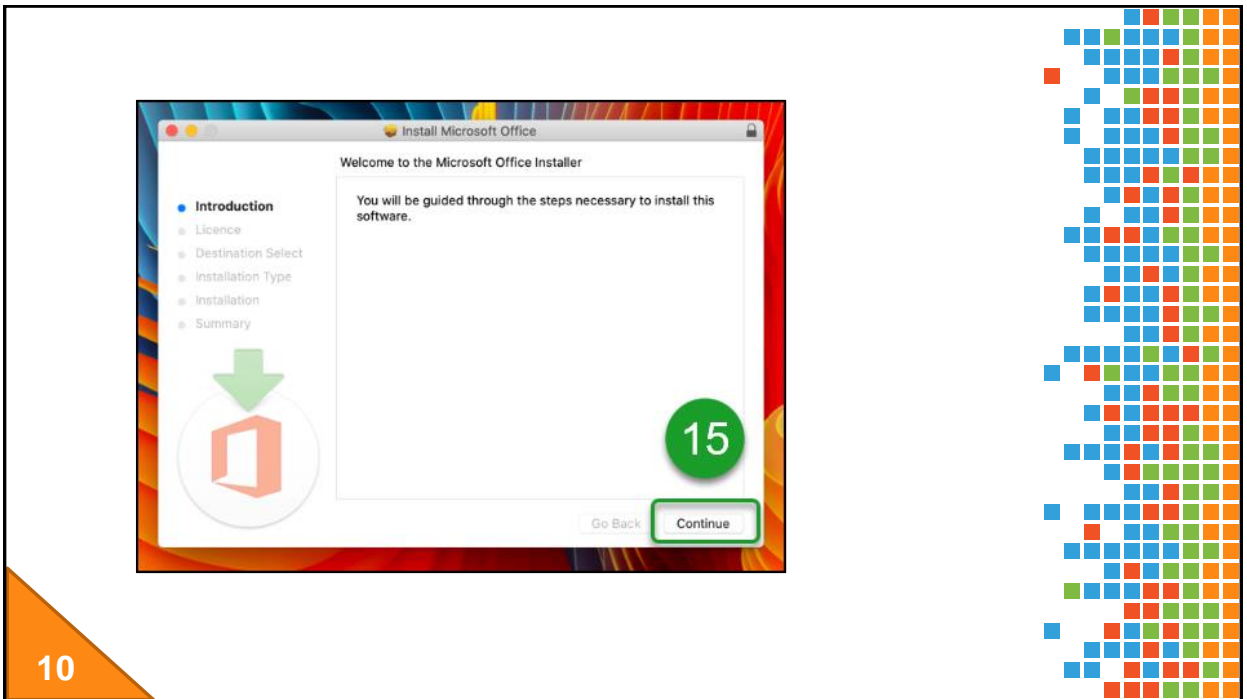 Install Microsoft Office
Welcome to the Microsoft Office Installer
Introduction
Licence
Destination Select
Installation Type
Installation
Summary
You will be guided through the steps necessary to install this
software.
15
Go Back
Continue
10